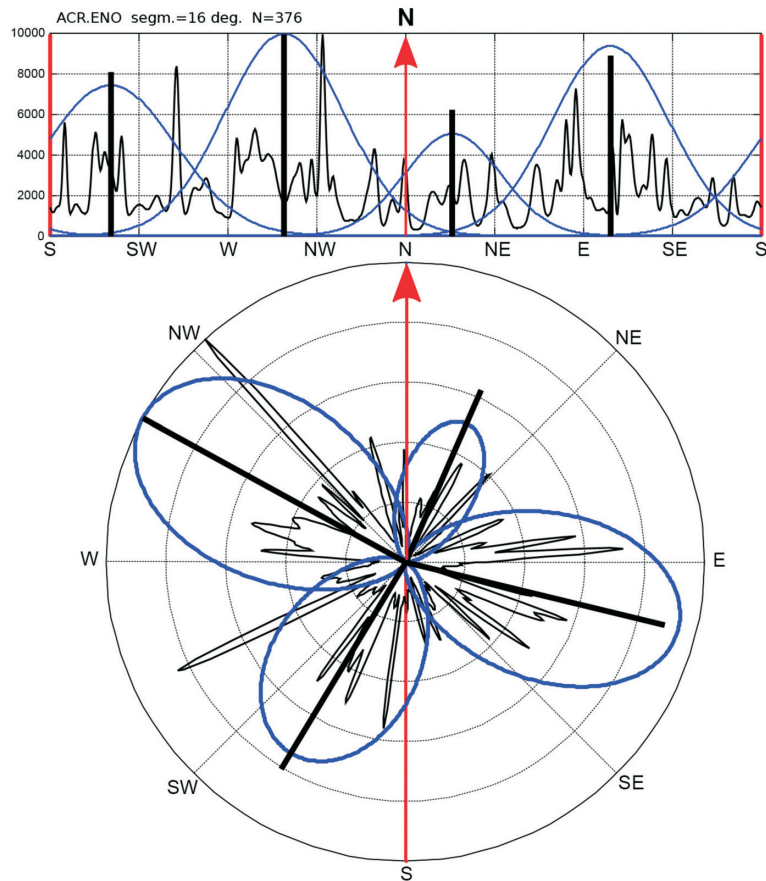 ACR.ENO segm.=16 deg. N=376
N
10000
8000
6000
4000
2000
0
S SW W NW N NE E SE S
NW NE
W E
SW SE
S